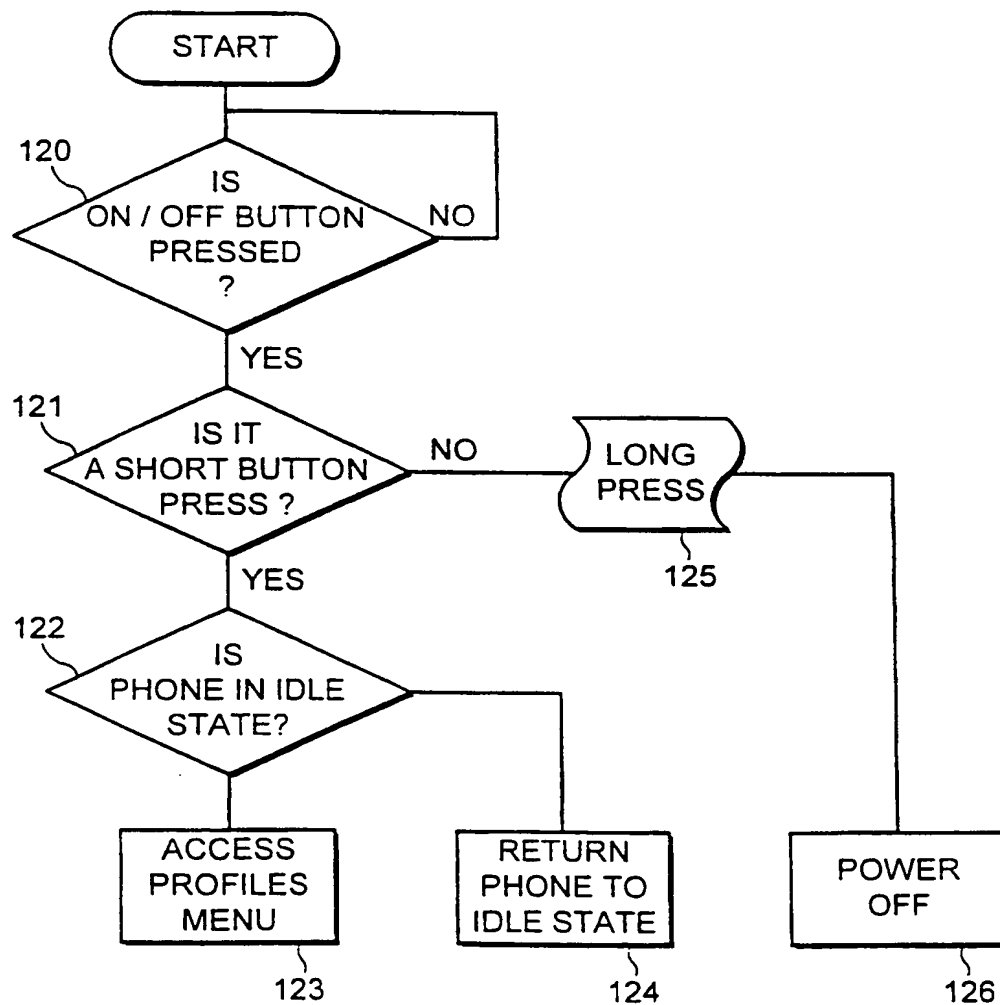 START
120
IS
ON / OFF BUTTON
PRESSED
?
NO
YES
121
IS IT
A SHORT BUTTON
PRESS ?
NO
LONG
PRESS
125
YES
122
IS
PHONE IN IDLE
STATE?
ACCESS
PROFILES
MENU
123
RETURN
PHONE TO
IDLE STATE
124
POWER
OFF
126